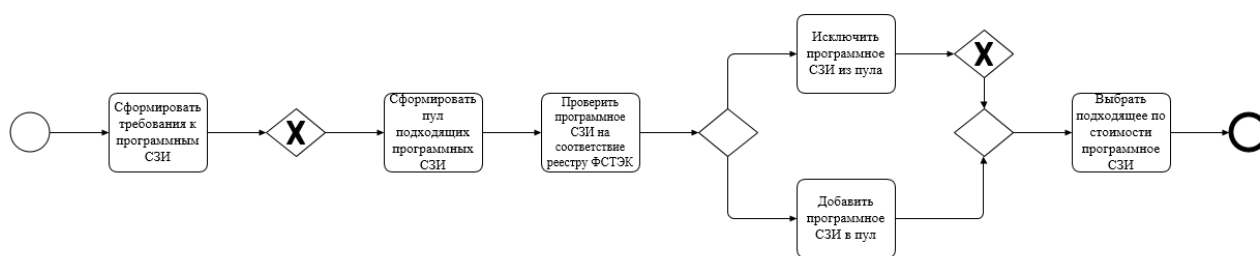 Сформировать
требования к
программным
СЗИ
X
Сформировать
пул
подходящих
программных
СЗИ
Проверить
программное
СЗИ на
соответствие
реестру ФСТЭК
Исключить
программное
СЗИ из пула
X
Добавить
программное
СЗИ в пул
Выбрать
подходящее по
стоимости
программное
СЗИ